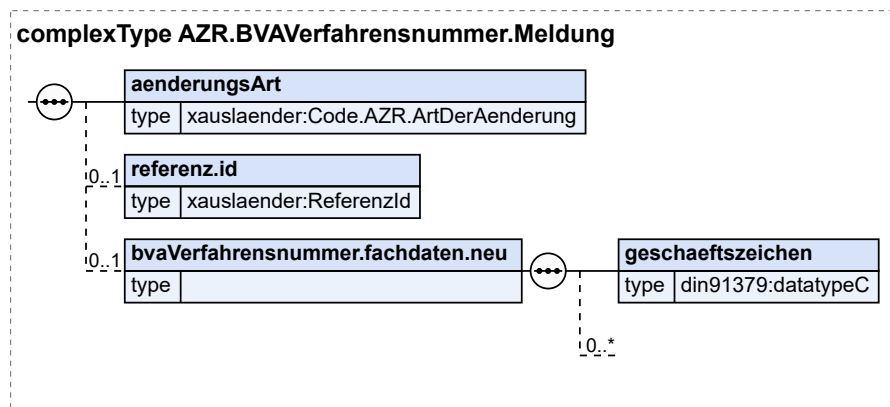 complexType AZR.BVAVerfahrensnummer.Meldung
aenderungsArt
type xauslaender:Code.AZR.ArtDerAenderung
0..1
referenz.id
type xauslaender:ReferenzId
0..1
bvaVerfahrensnummer.fachdaten.neu
type
geschaeftszeichen
type din91379:datatypeC
0..*